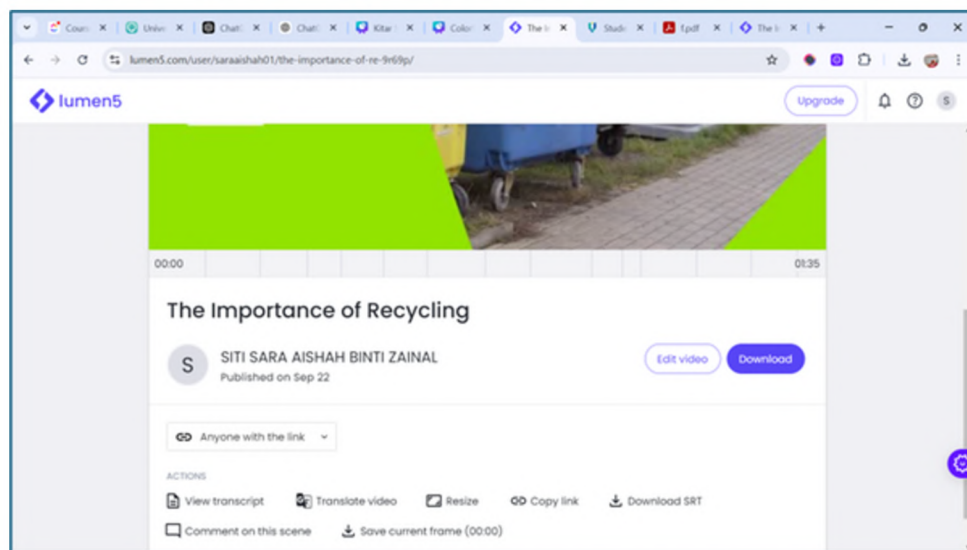 Cours
Unive
Chat
Chat
Kitar
Color
The I
Studi
f.pdf
The I
lumen5.com/user/saraaishah01/the-importance-of-re-9r69p/
lumen5
Upgrade
S
00:00
01:35
The Importance of Recycling
S
SITI SARA AISHAH BINTI ZAINAL
Published on Sep 22
Edit video
Download
Anyone with the link
ACTIONS
View transcript
Translate video
Resize
Copy link
Download SRT
Comment on this scene
Save current frame (00:00)